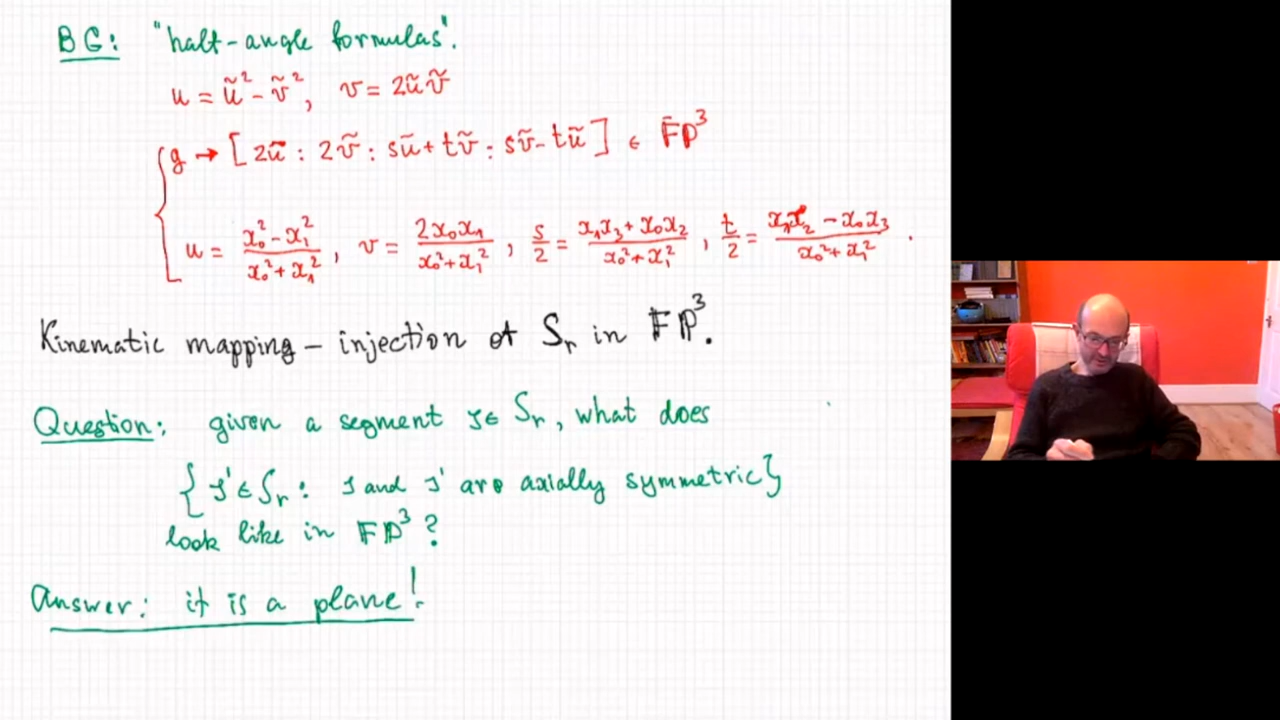 BG: "half-angle formulas".
u = ũ² - ṽ², v = 2ũṽ
g → [2ũ : 2ṽ : sũ + tṽ : sṽ - tũ] ∈ FP³
u = (x₀² - x₁²)/(x₀² + x₁²), v = 2x₀x₁/(x₀² + x₁²), s/2 = (x₁x₃ + x₀x₂)/(x₀² + x₁²), t/2 = (x₁x₂ - x₀x₃)/(x₀² + x₁²).
Kinematic mapping - injection of Sᵣ in FP³.
Question: given a segment s ∈ Sᵣ, what does
{s' ∈ Sᵣ : s and s' are axially symmetric}
look like in FP³?
Answer: it is a plane!